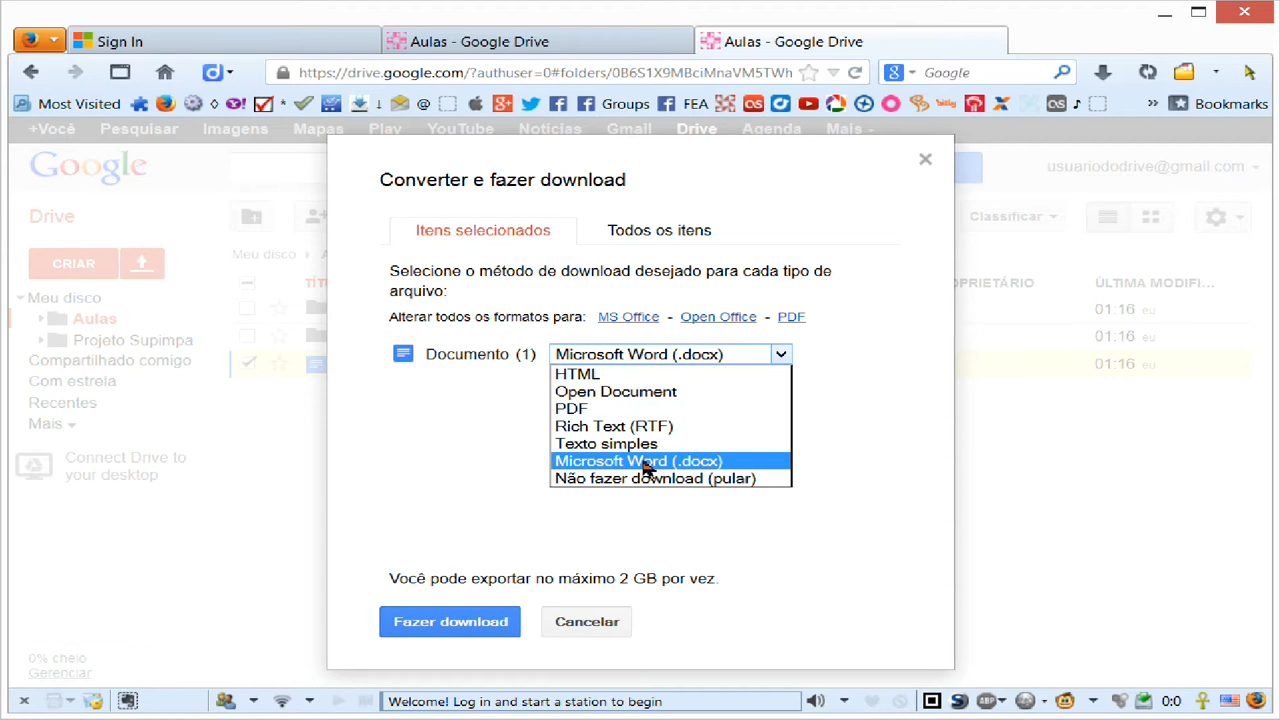 Sign In
Aulas - Google Drive
Aulas - Google Drive
https://drive.google.com/?authuser=0#folders/0B6S1X9MBciMnaVM5TWh
Google
Most Visited
Groups
FEA
Bookmarks
+Você Pesquisar Imagens Mapas Play YouTube Notícias Gmail Drive Agenda Mais
Google
usuariododrive@gmail.com
Converter e fazer download
Drive
Classificar
Itens selecionados
Todos os itens
CRIAR
Meu disco
Selecione o método de download desejado para cada tipo de
arquivo:
TÍT
OPRIETÁRIO
ÚLTIMA MODIFI...
Meu disco
Aulas
Projeto Supimpa
Compartilhado comigo
Com estrela
Recentes
Mais
Connect Drive to
your desktop
01:16 eu
01:16 eu
01:16 eu
Alterar todos os formatos para: MS Office - Open Office - PDF
Documento (1)
Microsoft Word (.docx)
HTML
Open Document
PDF
Rich Text (RTF)
Texto simples
Microsoft Word (.docx)
Não fazer download (pular)
Você pode exportar no máximo 2 GB por vez.
Fazer download
Cancelar
0% cheio
Gerenciar
Welcome! Log in and start a station to begin
0:0